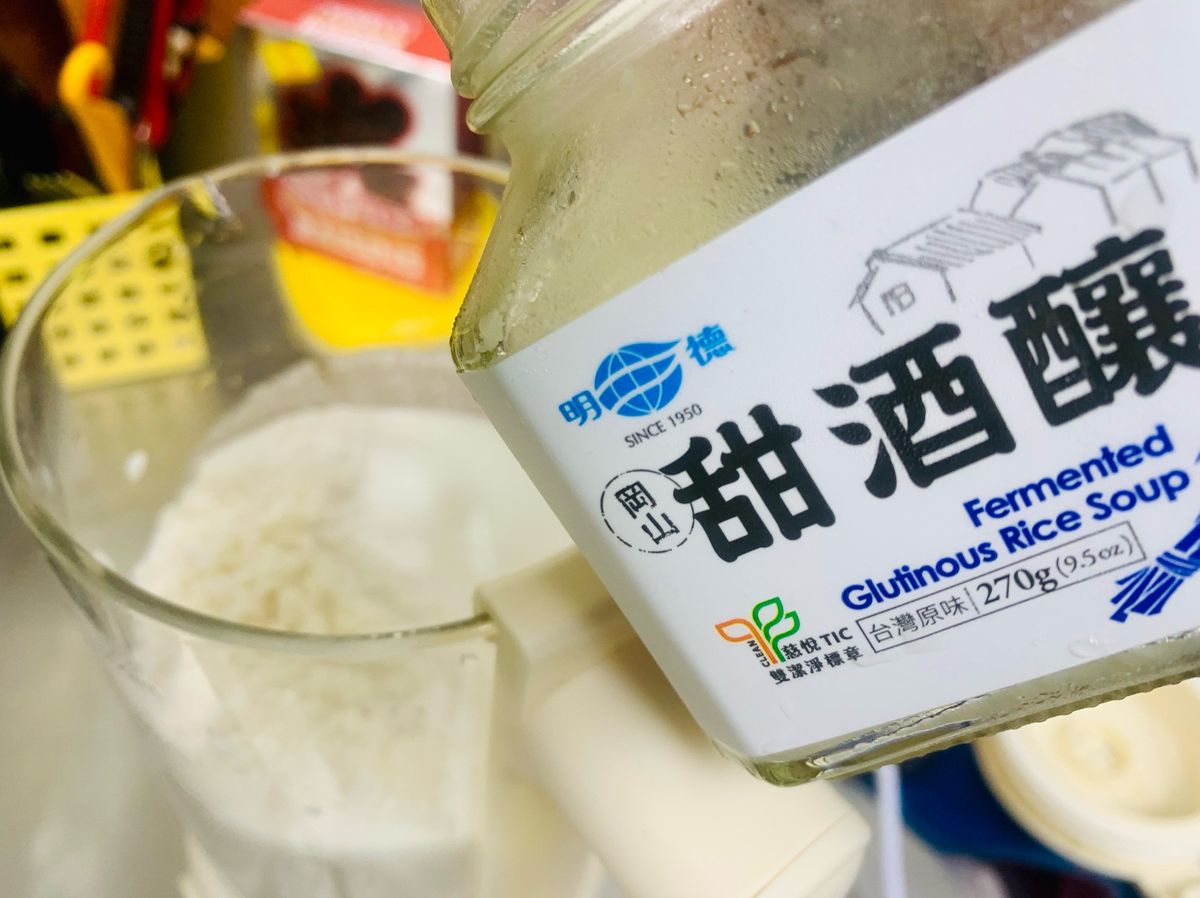 明德
SINCE 1950
岡山
甜酒釀
Fermented
Glutinous Rice Soup
台灣原味 270g(9.5oz)
CLEAN
慈悅TIC
雙潔淨標章